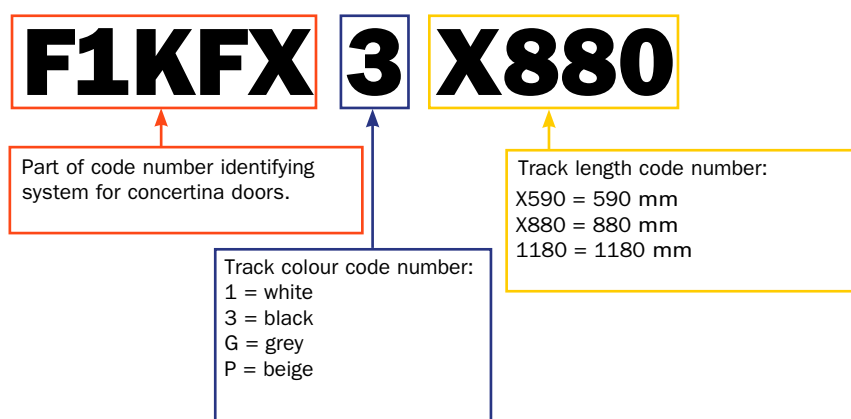 F1KFX 3 X880
Part of code number identifying
system for concertina doors.
Track colour code number:
1 = white
3 = black
G = grey
P = beige
Track length code number:
X590 = 590 mm
X880 = 880 mm
1180 = 1180 mm